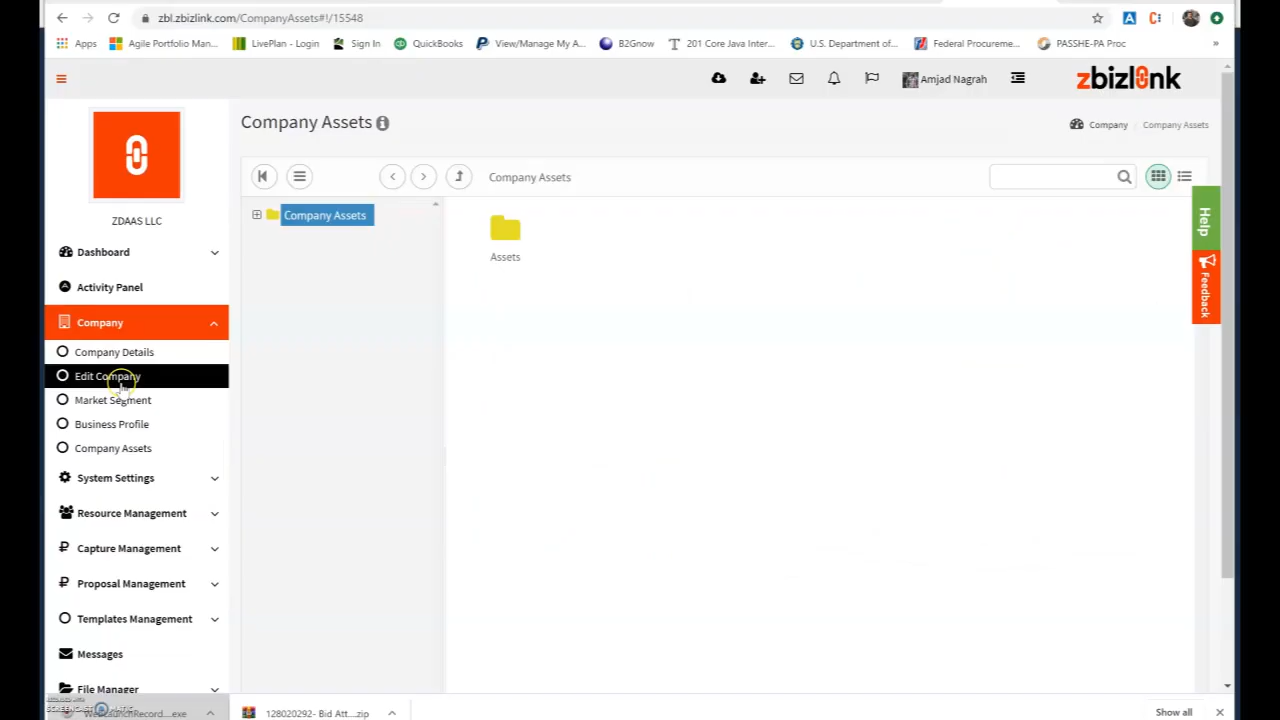 zbl.zbizlink.com/CompanyAssets#!/15548
Apps
Agile Portfolio Man...
LivePlan - Login
Sign In
QuickBooks
View/Manage My A...
B2Gnow
201 Core Java Inter...
U.S. Department of...
Federal Procureme...
PASSHE-PA Proc
»
Amjad Nagrah
zbizlink
Company Assets
Company / Company Assets
Company Assets
Company Assets
Assets
Help
Feedback
ZDAAS LLC
Dashboard
Activity Panel
Company
Company Details
Edit Company
Market Segment
Business Profile
Company Assets
System Settings
Resource Management
Capture Management
Proposal Management
Templates Management
Messages
File Manager
128020292- Bid Att....zip
Show all